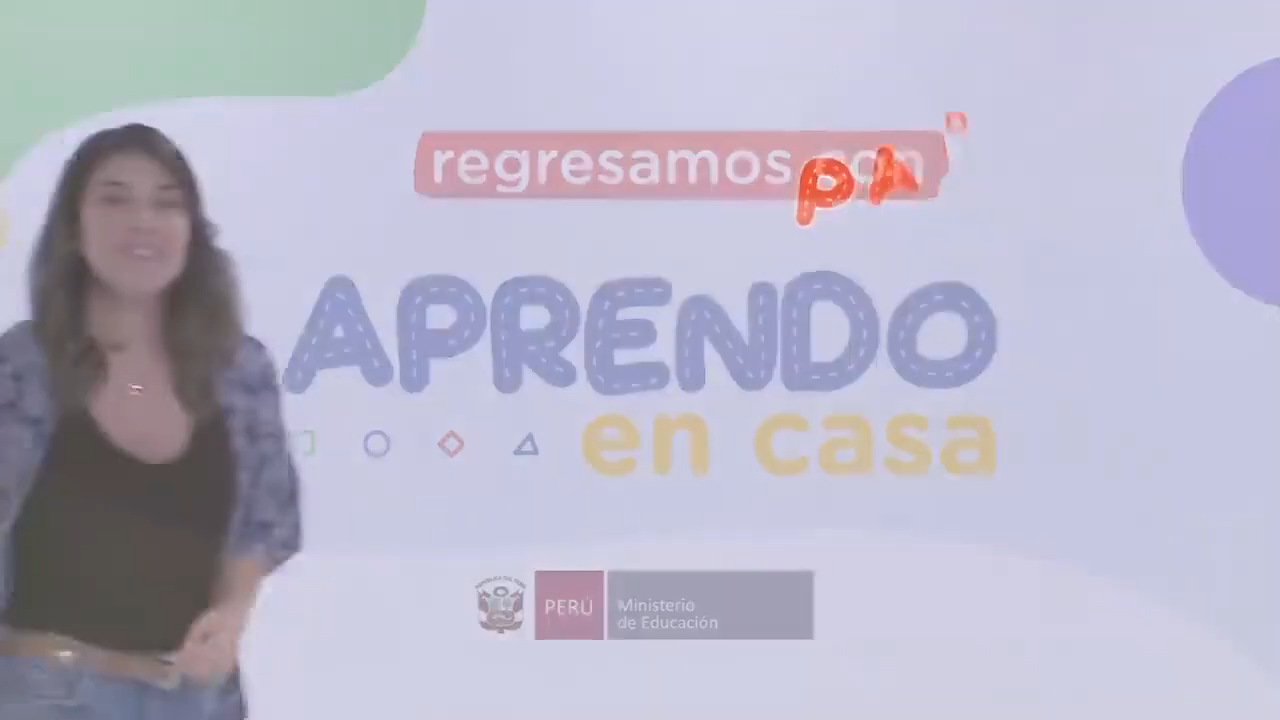 regresamos con
PA
APRENDO
en casa
PERÚ
Ministerio
de Educación